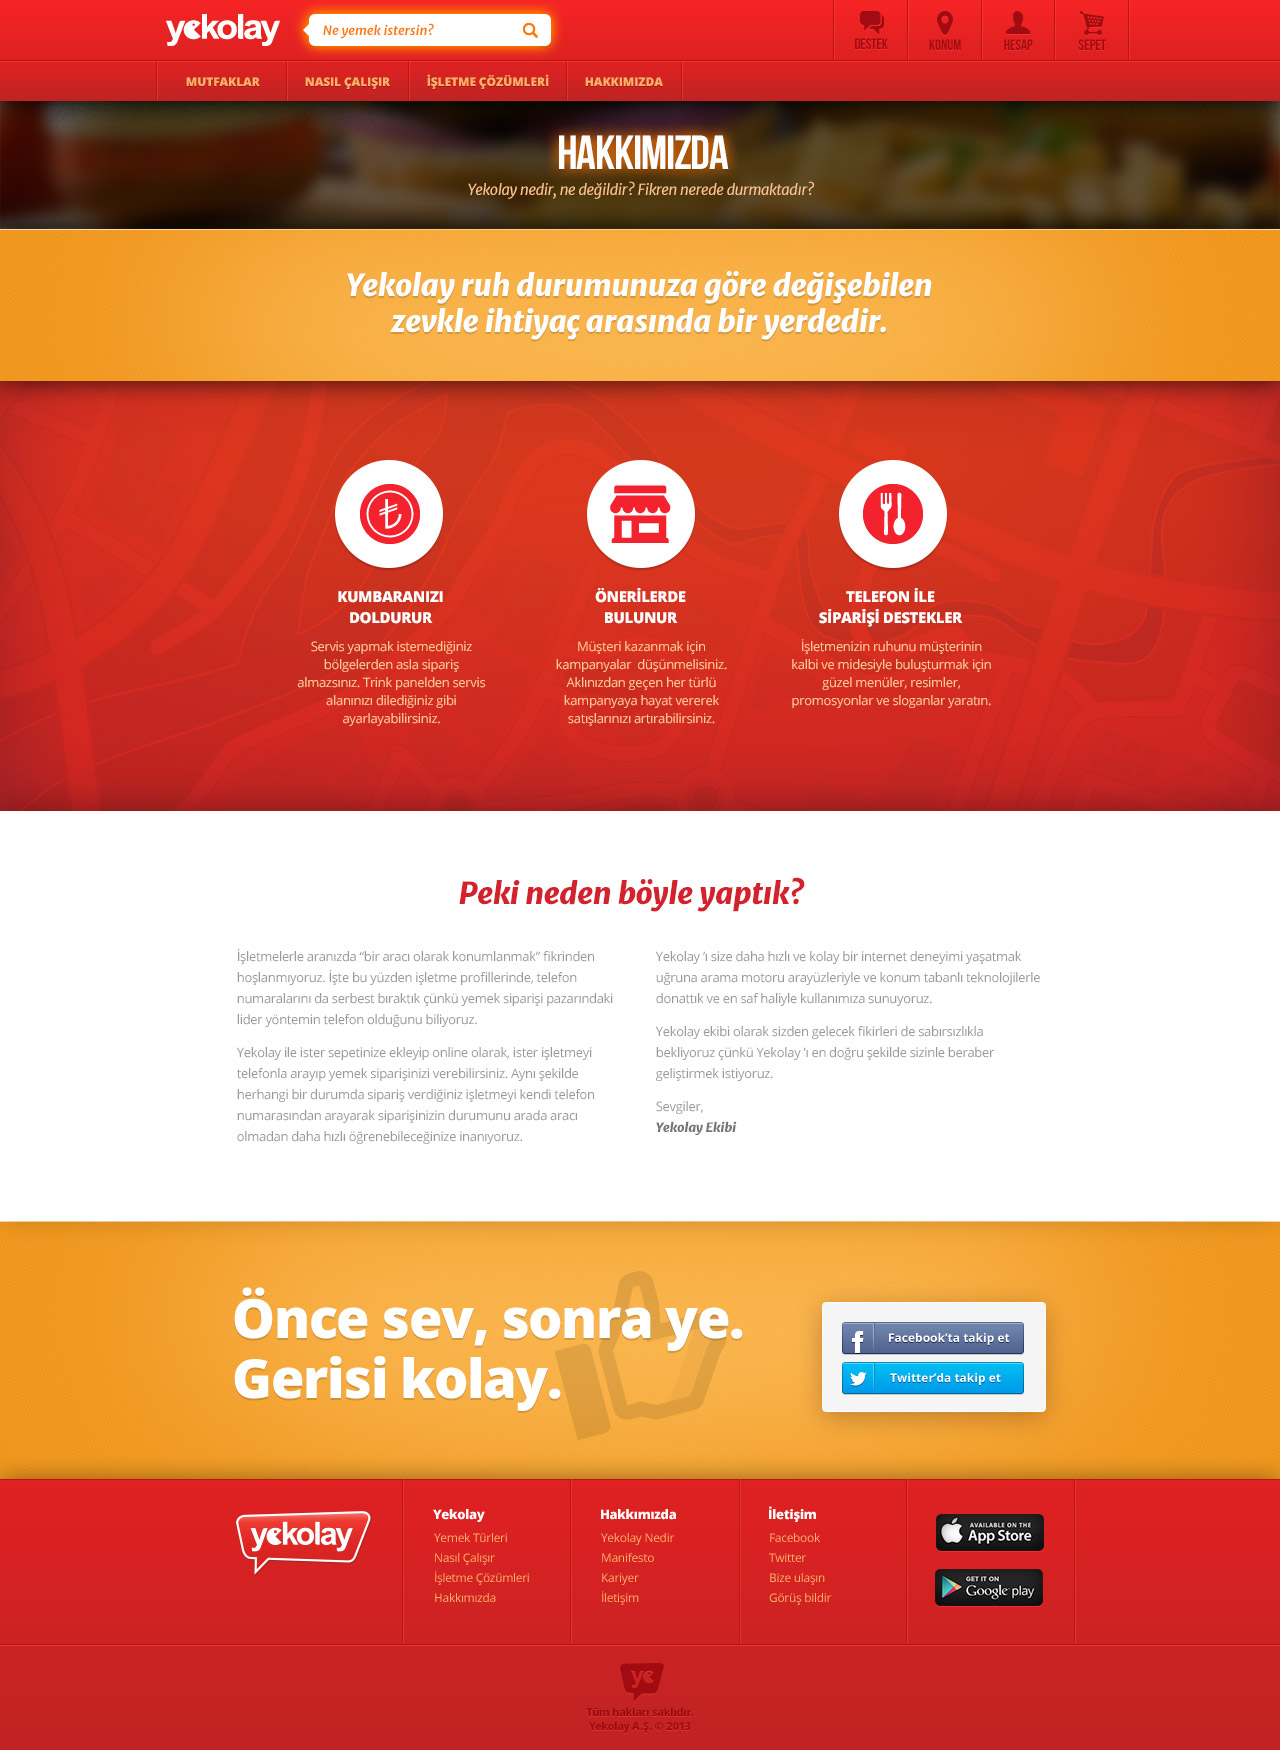 yekolay
Ne yemek istersin?
DESTEK
KONUM
HESAP
SEPET
MUTFAKLAR
NASIL ÇALIŞIR
İŞLETME ÇÖZÜMLERİ
HAKKIMIZDA
HAKKIMIZDA
Yekolay nedir, ne değildir? Fikren nerede durmaktadır?
Yekolay ruh durumunuza göre değişebilen
zevkle ihtiyaç arasında bir yerdedir.
KUMBARANIZI
DOLDURUR
Servis yapmak istemediğiniz
bölgelerden asla sipariş
almazsınız. Trink panelden servis
alanınızı dilediğiniz gibi
ayarlayabilirsiniz.
ÖNERİLERDE
BULUNUR
Müşteri kazanmak için
kampanyalar düşünmelisiniz.
Aklınızdan geçen her türlü
kampanyaya hayat vererek
satışlarınızı artırabilirsiniz.
TELEFON İLE
SİPARİŞİ DESTEKLER
İşletmenizin ruhunu müşterinin
kalbi ve midesiyle buluşturmak için
güzel menüler, resimler,
promosyonlar ve sloganlar yaratın.
Peki neden böyle yaptık?
İşletmelerle aranızda “bir aracı olarak konumlanmak” fikrinden
hoşlanmıyoruz. İşte bu yüzden işletme profillerinde, telefon
numaralarını da serbest bıraktık çünkü yemek siparişi pazarındaki
lider yöntemin telefon olduğunu biliyoruz.
Yekolay ile ister sepetinize ekleyip online olarak, ister işletmeyi
telefonla arayıp yemek siparişinizi verebilirsiniz. Aynı şekilde
herhangi bir durumda sipariş verdiğiniz işletmeyi kendi telefon
numarasından arayarak siparişinizin durumunu arada aracı
olmadan daha hızlı öğrenebileceğinize inanıyoruz.
Yekolay ’ı size daha hızlı ve kolay bir internet deneyimi yaşatmak
uğruna arama motoru arayüzleriyle ve konum tabanlı teknolojilerle
donattık ve en saf haliyle kullanımıza sunuyoruz.
Yekolay ekibi olarak sizden gelecek fikirleri de sabırsızlıkla
bekliyoruz çünkü Yekolay ’ı en doğru şekilde sizinle beraber
geliştirmek istiyoruz.
Sevgiler,
Yekolay Ekibi
Önce sev, sonra ye.
Gerisi kolay.
Facebook’ta takip et
Twitter’da takip et
yekolay
Yekolay
Yemek Türleri
Nasıl Çalışır
İşletme Çözümleri
Hakkımızda
Hakkımızda
Yekolay Nedir
Manifesto
Kariyer
İletişim
İletişim
Facebook
Twitter
Bize ulaşın
Görüş bildir
AVAILABLE ON THE
App Store
GET IT ON
Google play
ye
Tüm hakları saklıdır.
Yekolay A.Ş. © 2013